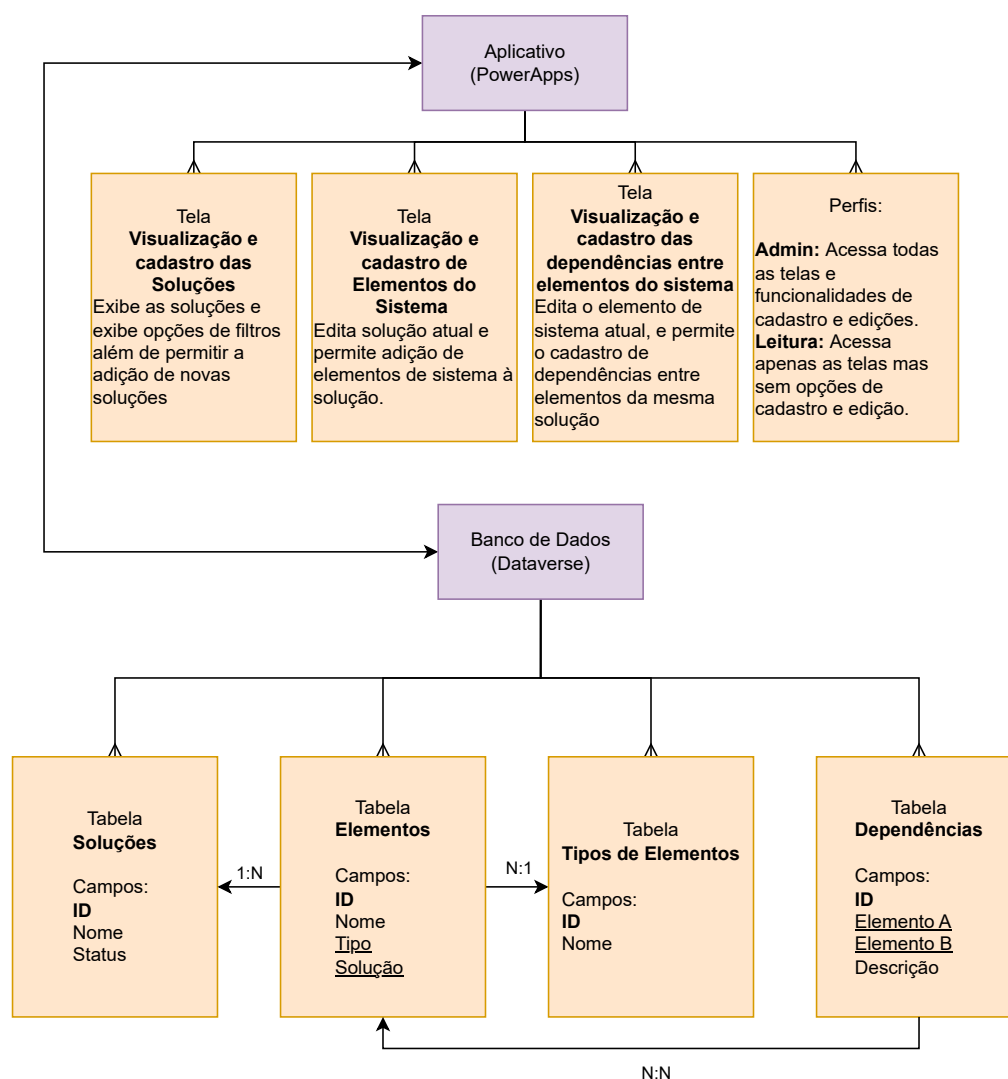 Aplicativo
(PowerApps)
Tela
Visualização e
cadastro das
Soluções
Exibe as soluções e
exibe opções de filtros
além de permitir a
adição de novas
soluções
Tela
Visualização e
cadastro de
Elementos do
Sistema
Edita solução atual e
permite adição de
elementos de sistema à
solução.
Tela
Visualização e
cadastro das
dependências entre
elementos do sistema
Edita o elemento de
sistema atual, e permite
o cadastro de
dependências entre
elementos da mesma
solução
Perfis:
Admin: Acessa todas
as telas e
funcionalidades de
cadastro e edições.
Leitura: Acessa
apenas as telas mas
sem opções de
cadastro e edição.
Banco de Dados
(Dataverse)
Tabela
Soluções
Campos:
ID
Nome
Status
1:N
Tabela
Elementos
Campos:
ID
Nome
Tipo
Solução
N:1
Tabela
Tipos de Elementos
Campos:
ID
Nome
Tabela
Dependências
Campos:
ID
Elemento A
Elemento B
Descrição
N:N